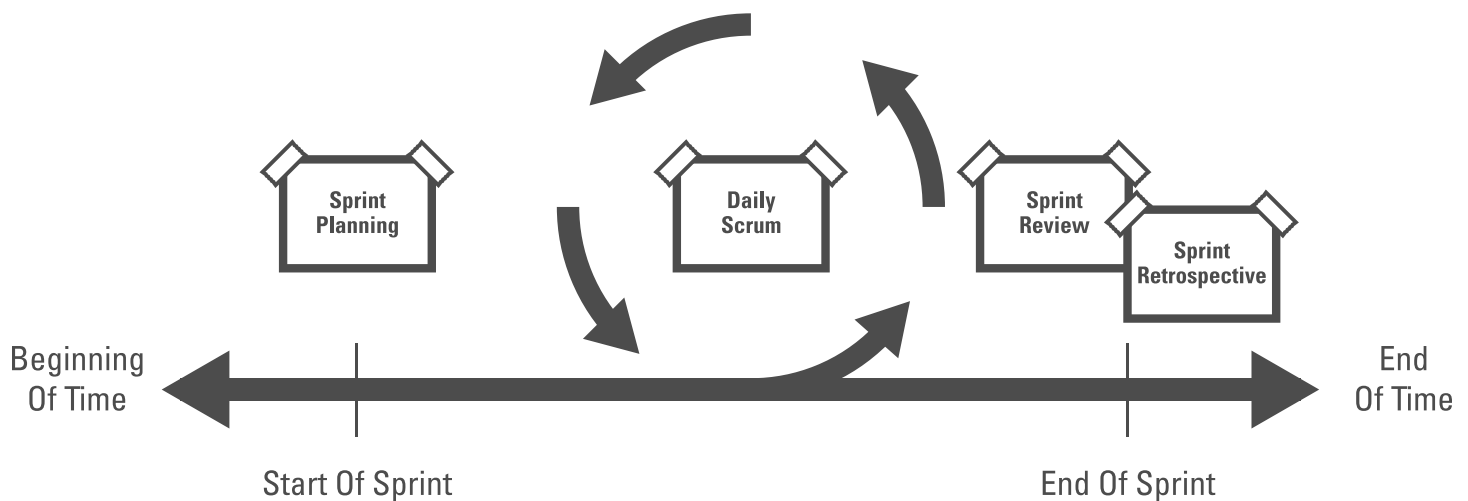 Sprint
Planning
Daily
Scrum
Sprint
Review
Sprint
Retrospective
Beginning
Of Time
End
Of Time
Start Of Sprint
End Of Sprint